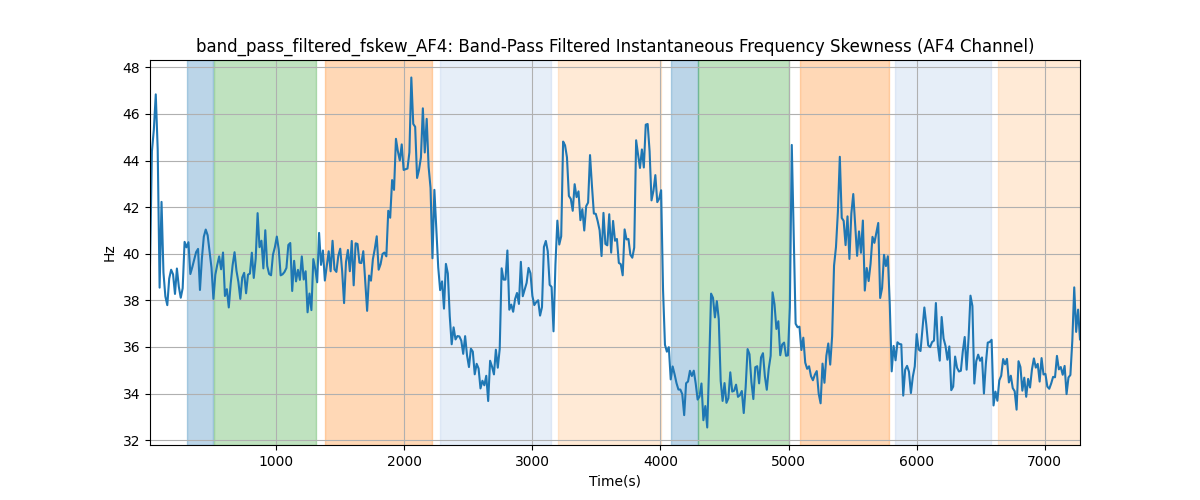 band_pass_filtered_fskew_AF4: Band-Pass Filtered Instantaneous Frequency Skewness (AF4 Channel)
48
46
44
42
40
38
36
34
32
Hz
1000 2000 3000 4000 5000 6000 7000
Time(s)